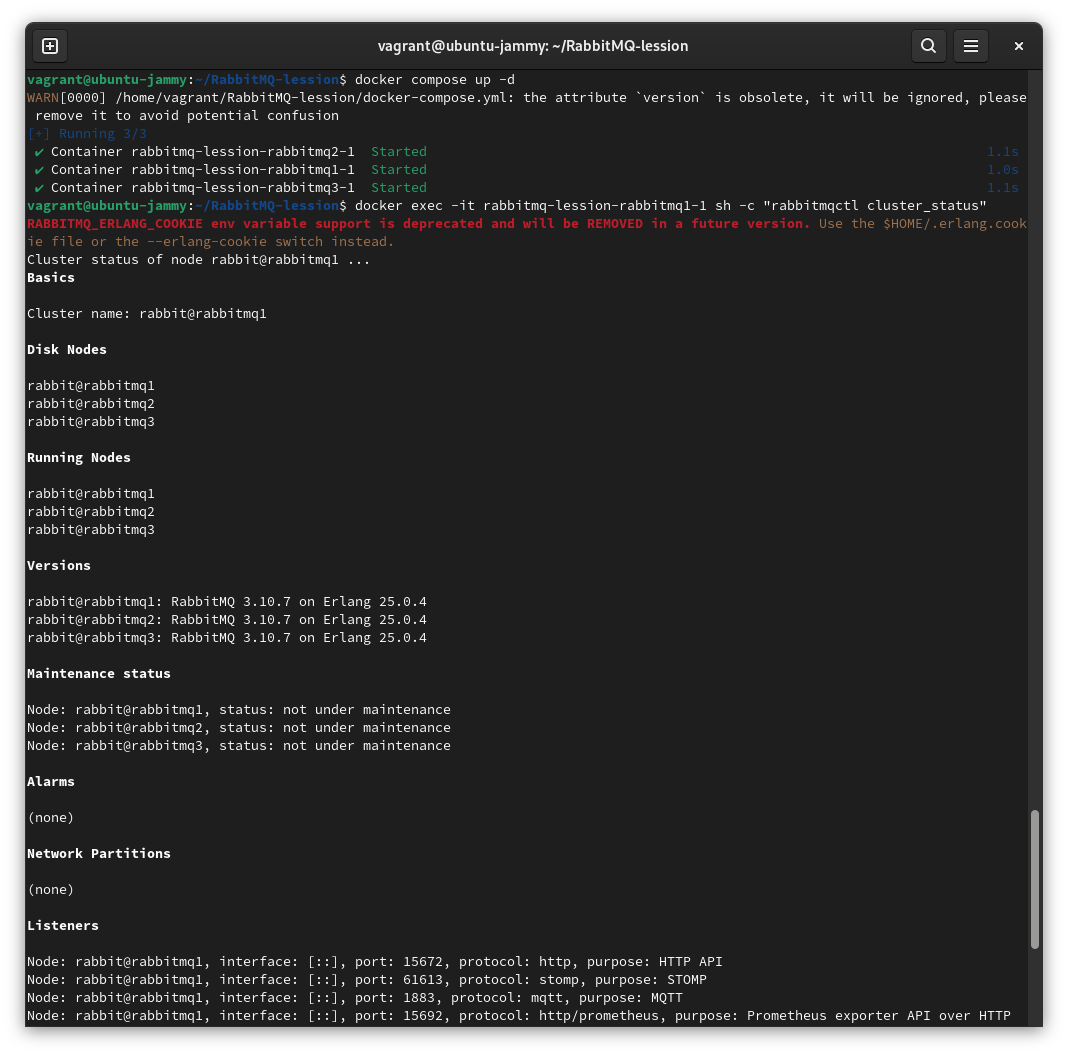 vagrant@ubuntu-jammy: ~/RabbitMQ-lession
vagrant@ubuntu-jammy:~/RabbitMQ-lession$ docker compose up -d
WARN[0000] /home/vagrant/RabbitMQ-lession/docker-compose.yml: the attribute `version` is obsolete, it will be ignored, please
 remove it to avoid potential confusion
[+] Running 3/3
 ✔ Container rabbitmq-lession-rabbitmq2-1  Started 1.1s
 ✔ Container rabbitmq-lession-rabbitmq1-1  Started 1.0s
 ✔ Container rabbitmq-lession-rabbitmq3-1  Started 1.1s
vagrant@ubuntu-jammy:~/RabbitMQ-lession$ docker exec -it rabbitmq-lession-rabbitmq1-1 sh -c "rabbitmqctl cluster_status"
RABBITMQ_ERLANG_COOKIE env variable support is deprecated and will be REMOVED in a future version. Use the $HOME/.erlang.cook
ie file or the --erlang-cookie switch instead.
Cluster status of node rabbit@rabbitmq1 ...
Basics
Cluster name: rabbit@rabbitmq1
Disk Nodes
rabbit@rabbitmq1
rabbit@rabbitmq2
rabbit@rabbitmq3
Running Nodes
rabbit@rabbitmq1
rabbit@rabbitmq2
rabbit@rabbitmq3
Versions
rabbit@rabbitmq1: RabbitMQ 3.10.7 on Erlang 25.0.4
rabbit@rabbitmq2: RabbitMQ 3.10.7 on Erlang 25.0.4
rabbit@rabbitmq3: RabbitMQ 3.10.7 on Erlang 25.0.4
Maintenance status
Node: rabbit@rabbitmq1, status: not under maintenance
Node: rabbit@rabbitmq2, status: not under maintenance
Node: rabbit@rabbitmq3, status: not under maintenance
Alarms
(none)
Network Partitions
(none)
Listeners
Node: rabbit@rabbitmq1, interface: [::], port: 15672, protocol: http, purpose: HTTP API
Node: rabbit@rabbitmq1, interface: [::], port: 61613, protocol: stomp, purpose: STOMP
Node: rabbit@rabbitmq1, interface: [::], port: 1883, protocol: mqtt, purpose: MQTT
Node: rabbit@rabbitmq1, interface: [::], port: 15692, protocol: http/prometheus, purpose: Prometheus exporter API over HTTP